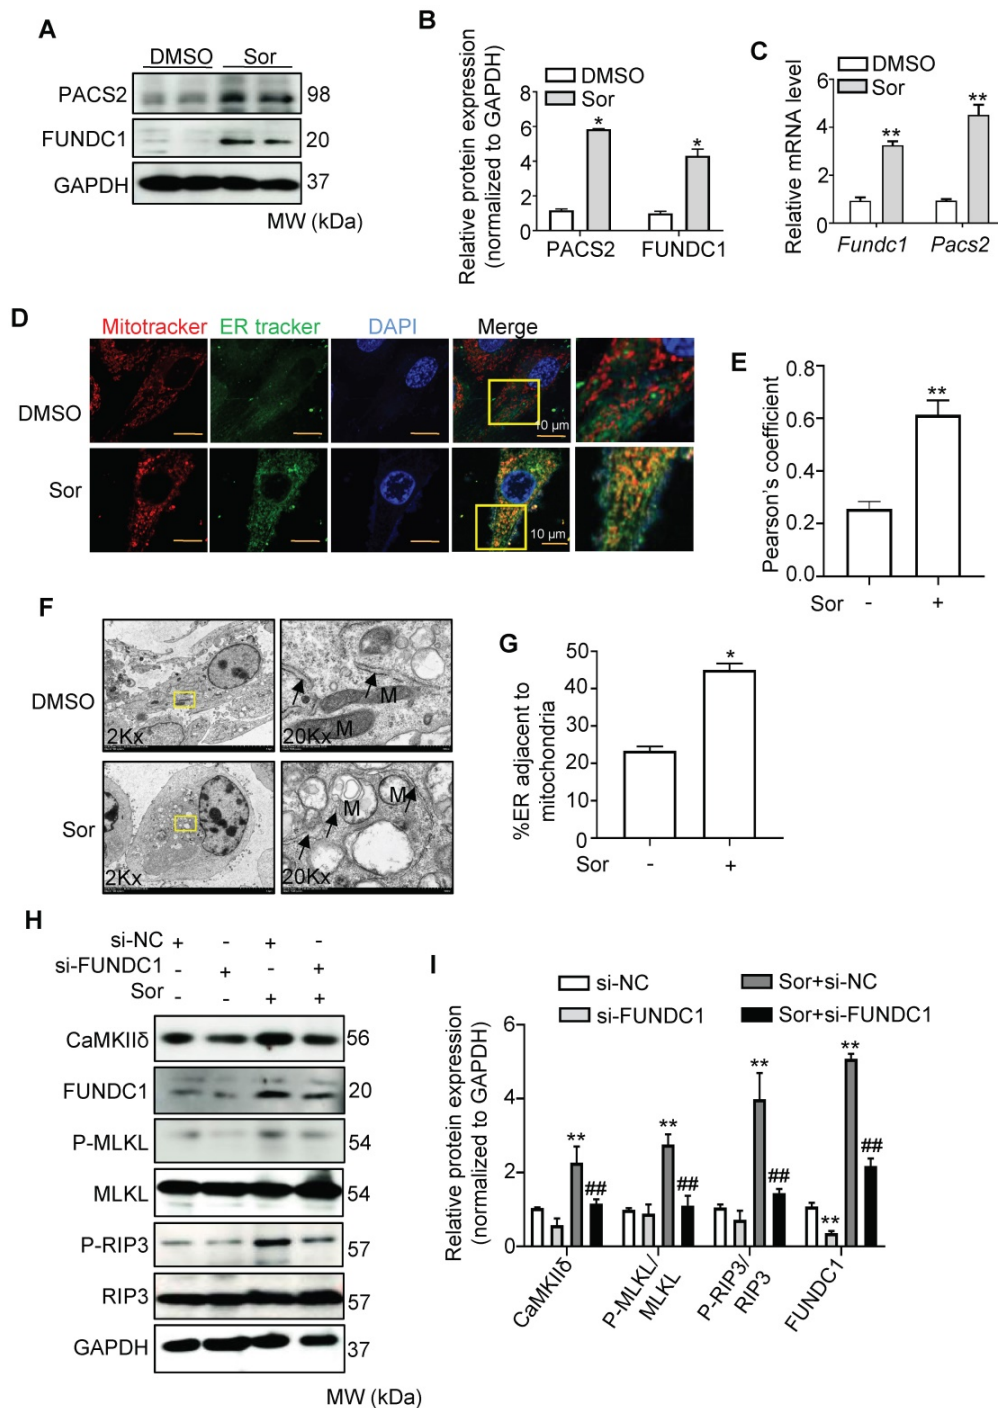 A
DMSO Sor
PACS2 98
FUNDC1 20
GAPDH 37
MW (kDa)
B
Relative protein expression
(normalized to GAPDH)
DMSO
Sor
8
6
4
2
0
* *
PACS2 FUNDC1
C
Relative mRNA level
DMSO
Sor
6
4
2
0
** **
Fundc1 Pacs2
D
Mitotracker ER tracker DAPI Merge
DMSO
10 µm
Sor
10 µm
E
Pearson's coefficient
0.8
0.6
0.4
0.2
0.0
**
Sor - +
F
DMSO
2Kx 20Kx M M
Sor
2Kx 20Kx M M
G
%ER adjacent to
mitochondria
50
40
30
20
10
0
*
Sor - +
H
si-NC + - + -
si-FUNDC1 - + - +
Sor - - + +
CaMKIIδ 56
FUNDC1 20
P-MLKL 54
MLKL 54
P-RIP3 57
RIP3 57
GAPDH 37
MW (kDa)
I
si-NC Sor+si-NC
si-FUNDC1 Sor+si-FUNDC1
Relative protein expression
(normalized to GAPDH)
6
4
2
0
** ##
** ##
** ##
** ** ##
CaMKIIδ
P-MLKL/
MLKL
P-RIP3/
RIP3
FUNDC1